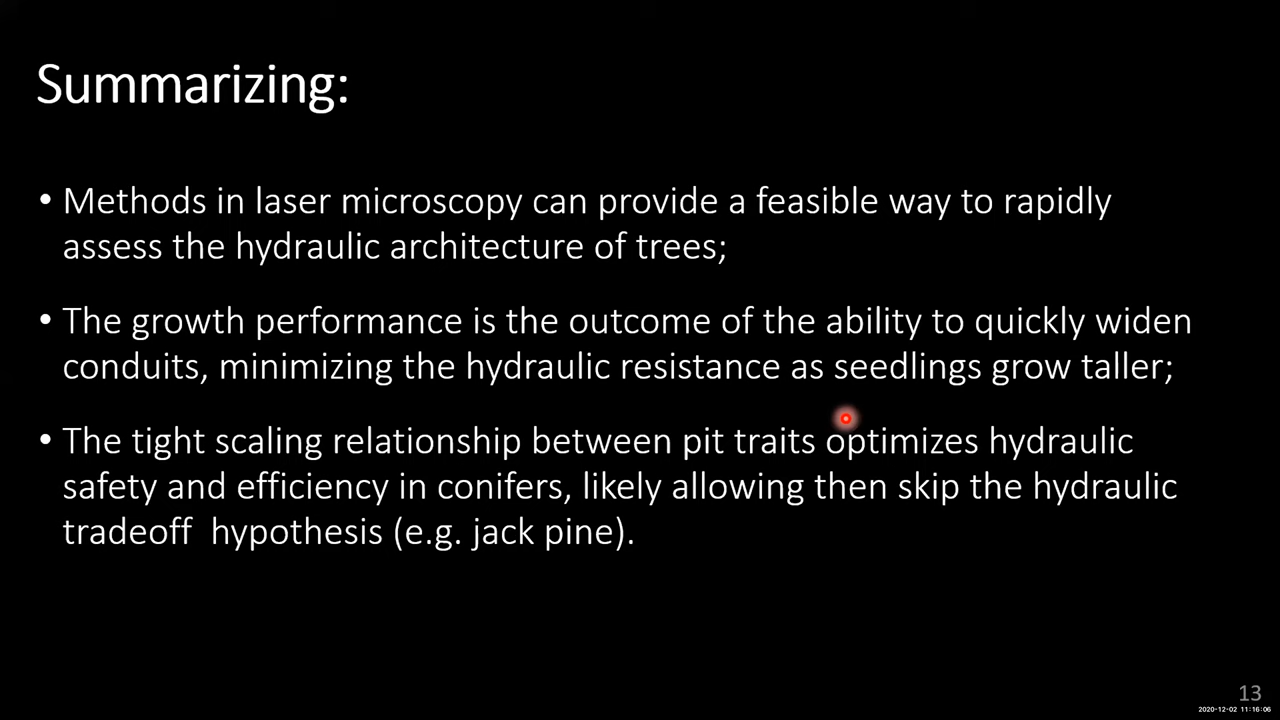 Summarizing:
• Methods in laser microscopy can provide a feasible way to rapidly
assess the hydraulic architecture of trees;
• The growth performance is the outcome of the ability to quickly widen
conduits, minimizing the hydraulic resistance as seedlings grow taller;
• The tight scaling relationship between pit traits optimizes hydraulic
safety and efficiency in conifers, likely allowing then skip the hydraulic
tradeoff  hypothesis (e.g. jack pine).
13
2020-12-02 11:16:06